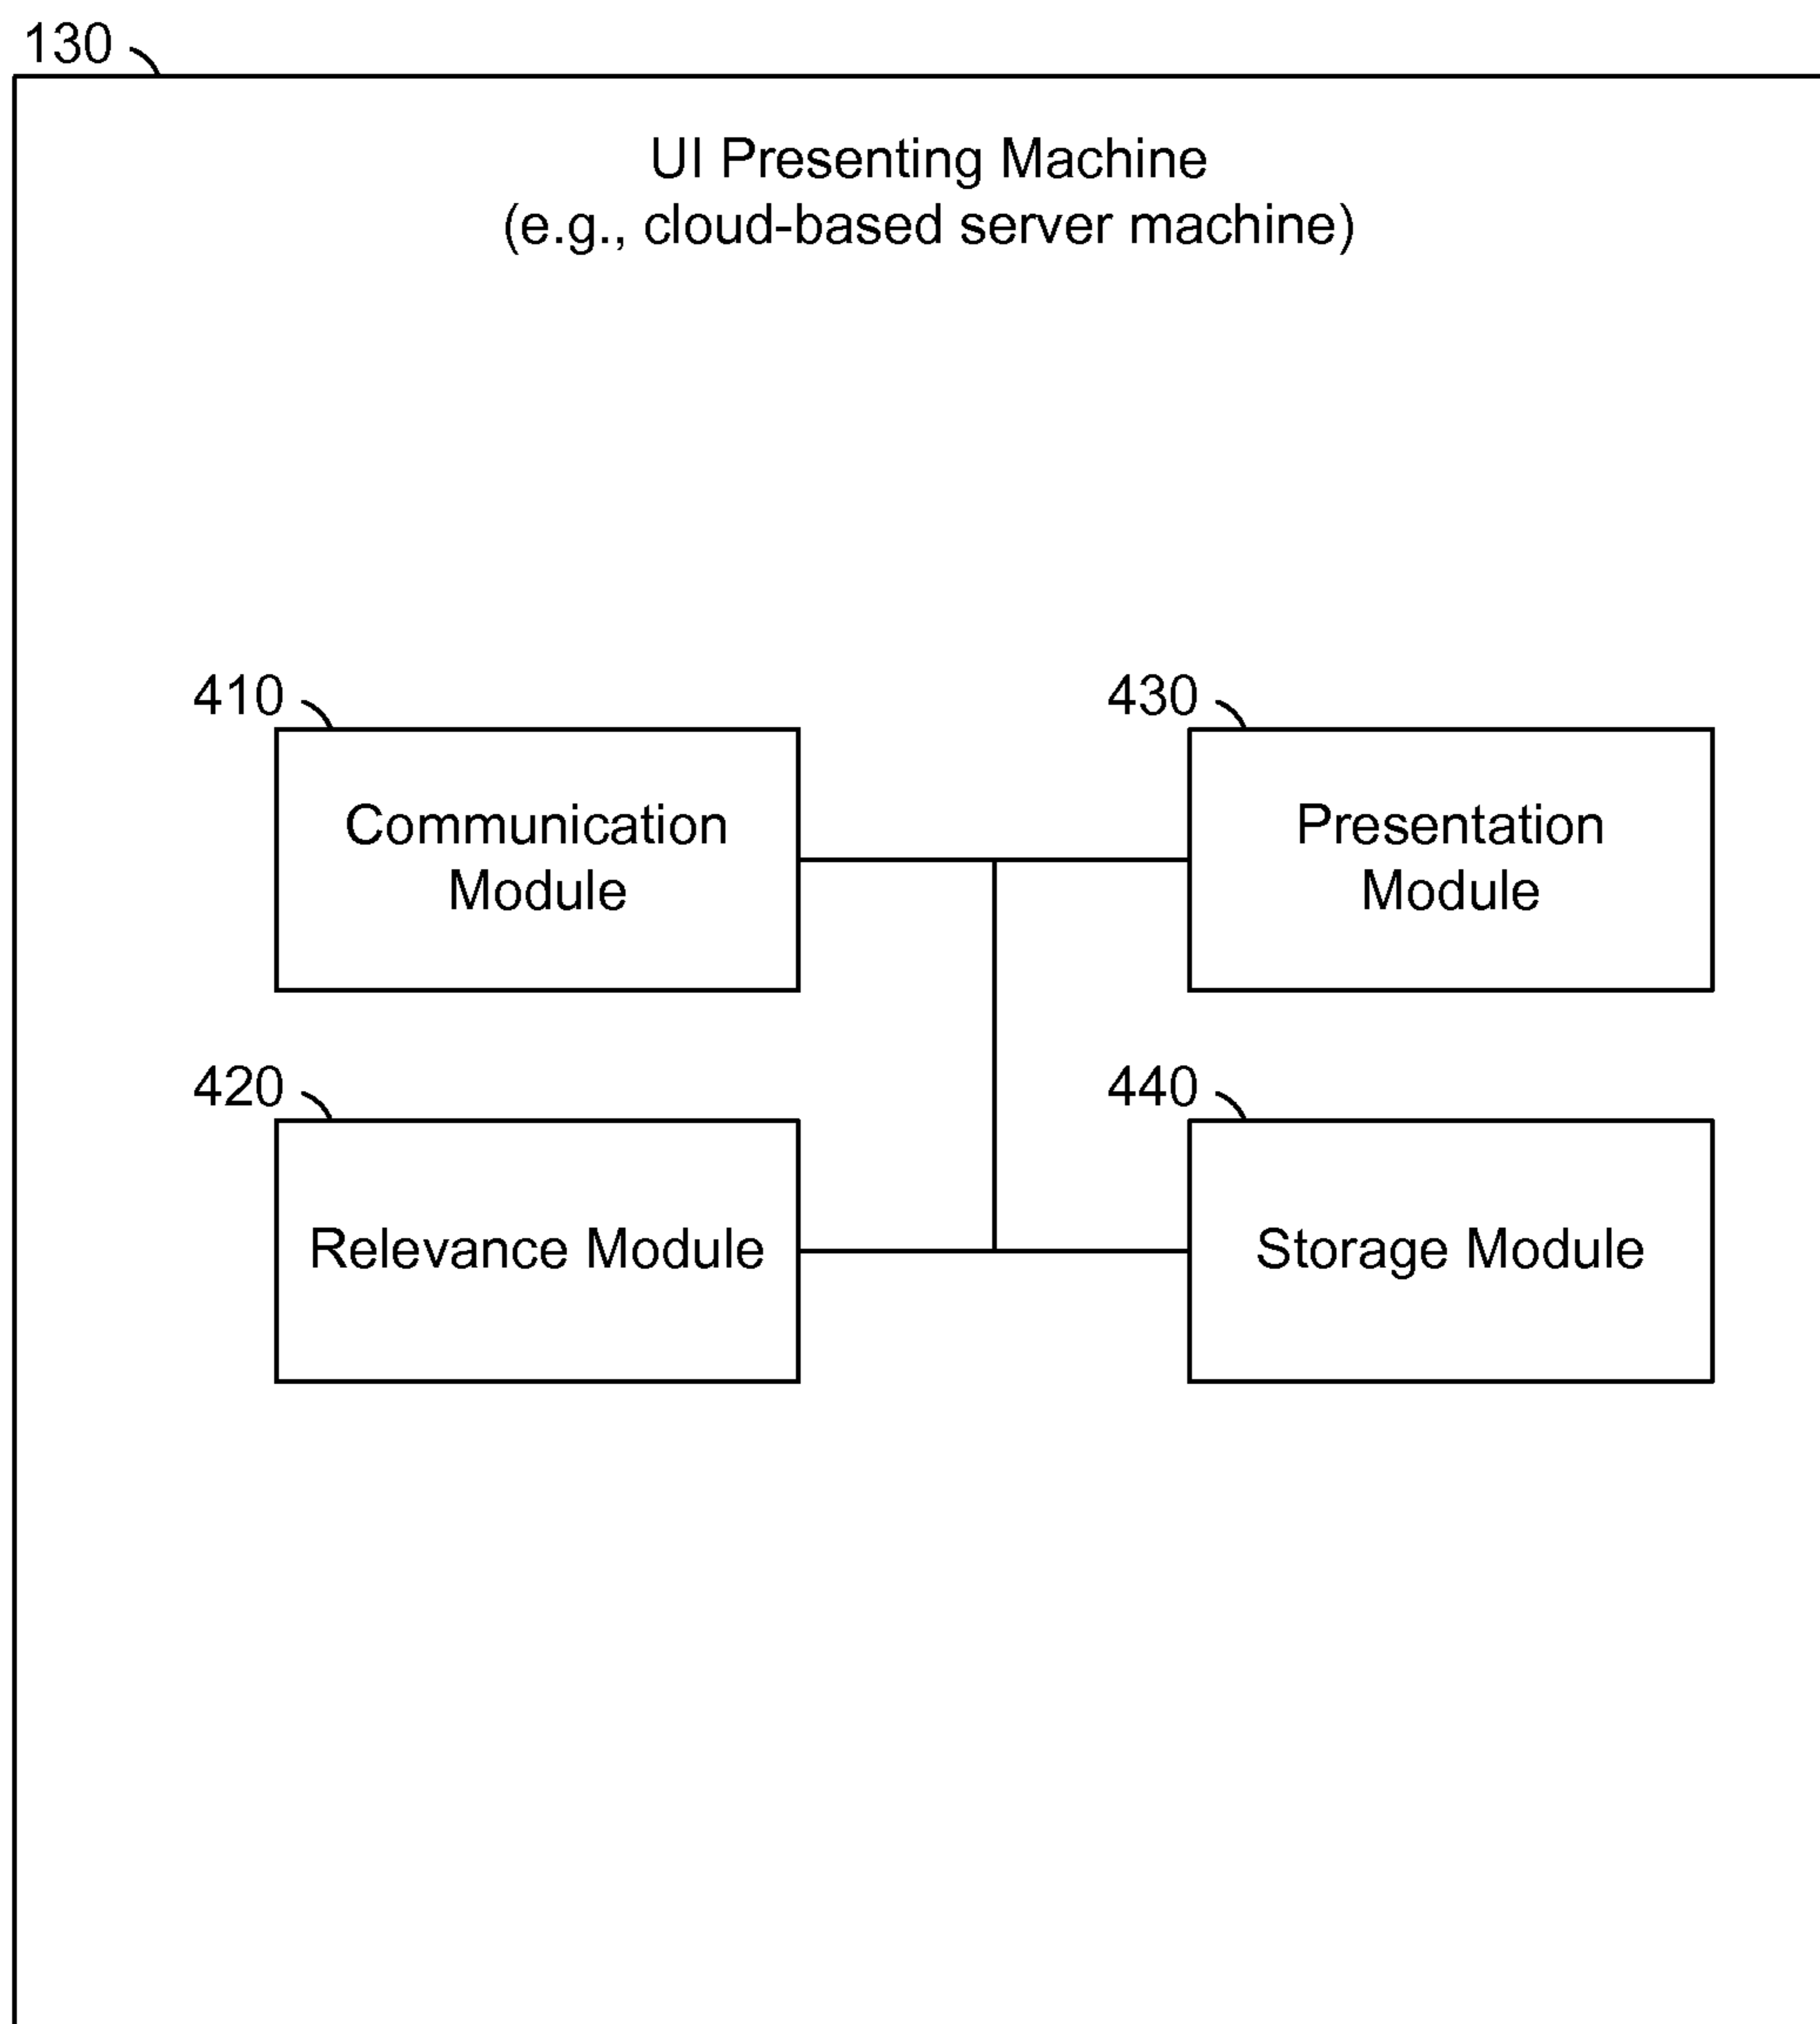 130
UI Presenting Machine
(e.g., cloud-based server machine)
410
Communication
Module
430
Presentation
Module
420
Relevance Module
440
Storage Module